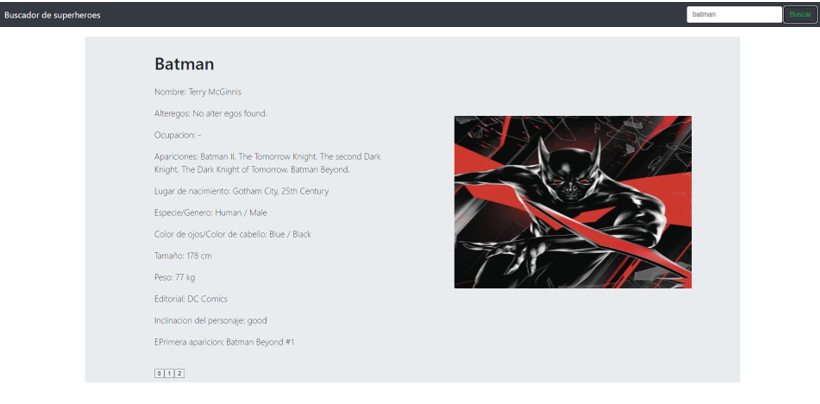 Buscador de superheroes
batman
Buscar
Batman
Nombre: Terry McGinnis
Alteregos: No alter egos found.
Ocupacion: -
Apariciones: Batman II. The Tomorrow Knight. The second Dark
Knight. The Dark Knight of Tomorrow. Batman Beyond.
Lugar de nacimiento: Gotham City, 25th Century
Especie/Genero: Human / Male
Color de ojos/Color de cabello: Blue / Black
Tamaño: 178 cm
Peso: 77 kg
Editorial: DC Comics
Inclinacion del personaje: good
EPrimera aparicion: Batman Beyond #1
0 1 2